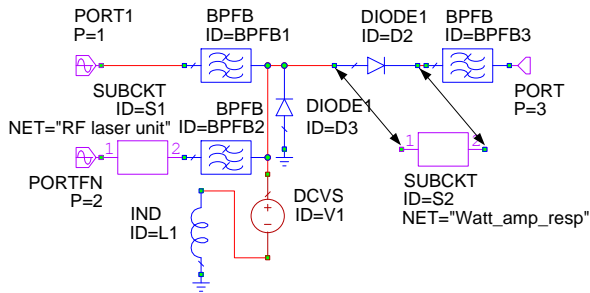 PORT1
P=1
BPFB
ID=BPFB1
DIODE1
ID=D2
BPFB
ID=BPFB3
PORT
P=3
SUBCKT
ID=S1
NET="RF laser unit"
1
2
BPFB
ID=BPFB2
DIODE1
ID=D3
PORTFN
P=2
1
2
SUBCKT
ID=S2
NET="Watt_amp_resp"
IND
ID=L1
DCVS
ID=V1